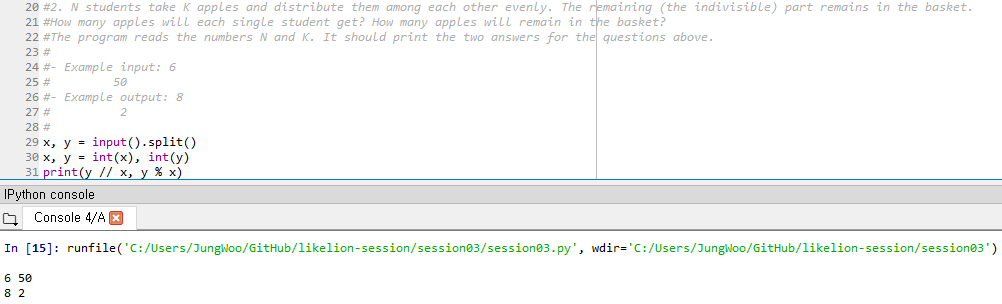 20 #2. N students take K apples and distribute them among each other evenly. The remaining (the indivisible) part remains in the basket.
21 #How many apples will each single student get? How many apples will remain in the basket?
22 #The program reads the numbers N and K. It should print the two answers for the questions above.
23 #
24 #- Example input: 6
25 #         50
26 #- Example output: 8
27 #          2
28 #
29 x, y = input().split()
30 x, y = int(x), int(y)
31 print(y // x, y % x)
IPython console
Console 4/A
In [15]: runfile('C:/Users/JungWoo/GitHub/likelion-session/session03/session03.py', wdir='C:/Users/JungWoo/GitHub/likelion-session/session03')
6 50
8 2